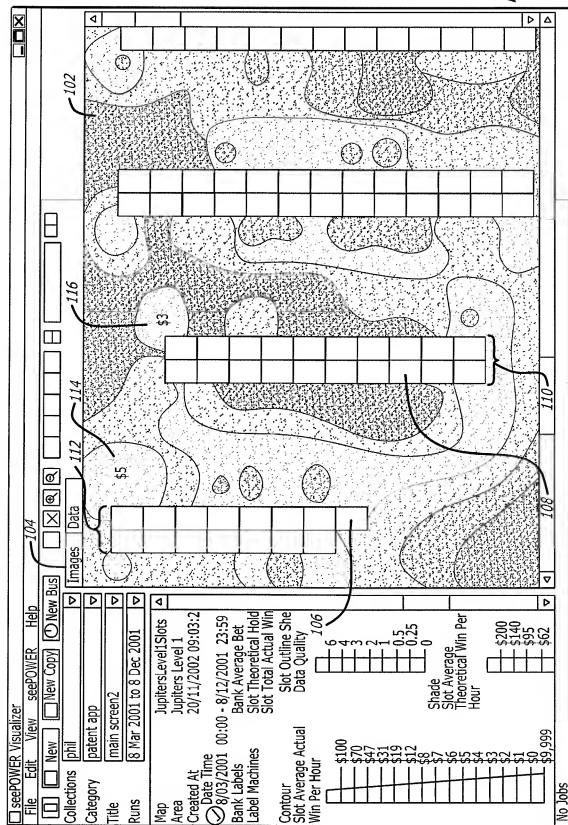 seePOWER Visualizer
File Edit View seePOWER Help
New New Copy New Bus
104
Collections phil
Category patent app
Title main screen2
Runs 8 Mar 2001 to 8 Dec 2001
Images Data
112
114
116
102
$5
$3
Map JupitersLevel1Slots
Area Jupiters Level 1
Created At 20/11/2002 09:03:2
Date Time
8/03/2001 00:00 - 8/12/2001 23:59
Bank Labels Bank Average Bet
Label Machines Slot Theoretical Hold
Slot Total Actual Win
106
Contour
Slot Average Actual
Win Per Hour
$100
$70
$47
$31
$19
$12
$8
$7
$6
$5
$4
$3
$2
$1
$0
$9,999
Slot Outline She
Data Quality
6
4
3
2
1
0.5
0.25
0
Shade
Slot Average
Theoretical Win Per
Hour
$200
$140
$95
$62
108
110
No Jobs